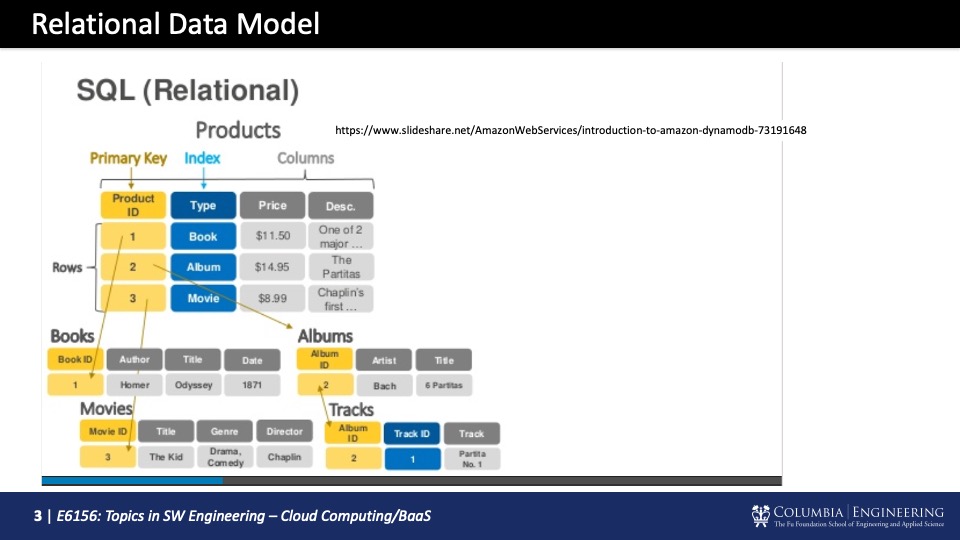 Relational Data Model
SQL (Relational)
Products
https://www.slideshare.net/AmazonWebServices/introduction-to-amazon-dynamodb-73191648
Primary Key Index Columns
Product ID Type Price Desc.
1 Book $11.50 One of 2 major ...
Rows 2 Album $14.95 The Partitas
3 Movie $8.99 Chaplin's first ...
Books
Book ID Author Title Date
1 Homer Odyssey 1871
Albums
Album ID Artist Title
2 Bach 6 Partitas
Movies
Movie ID Title Genre Director
3 The Kid Drama, Comedy Chaplin
Tracks
Album ID Track ID Track
2 1 Partita No. 1
3 | E6156: Topics in SW Engineering – Cloud Computing/BaaS
COLUMBIA | ENGINEERING
The Fu Foundation School of Engineering and Applied Science